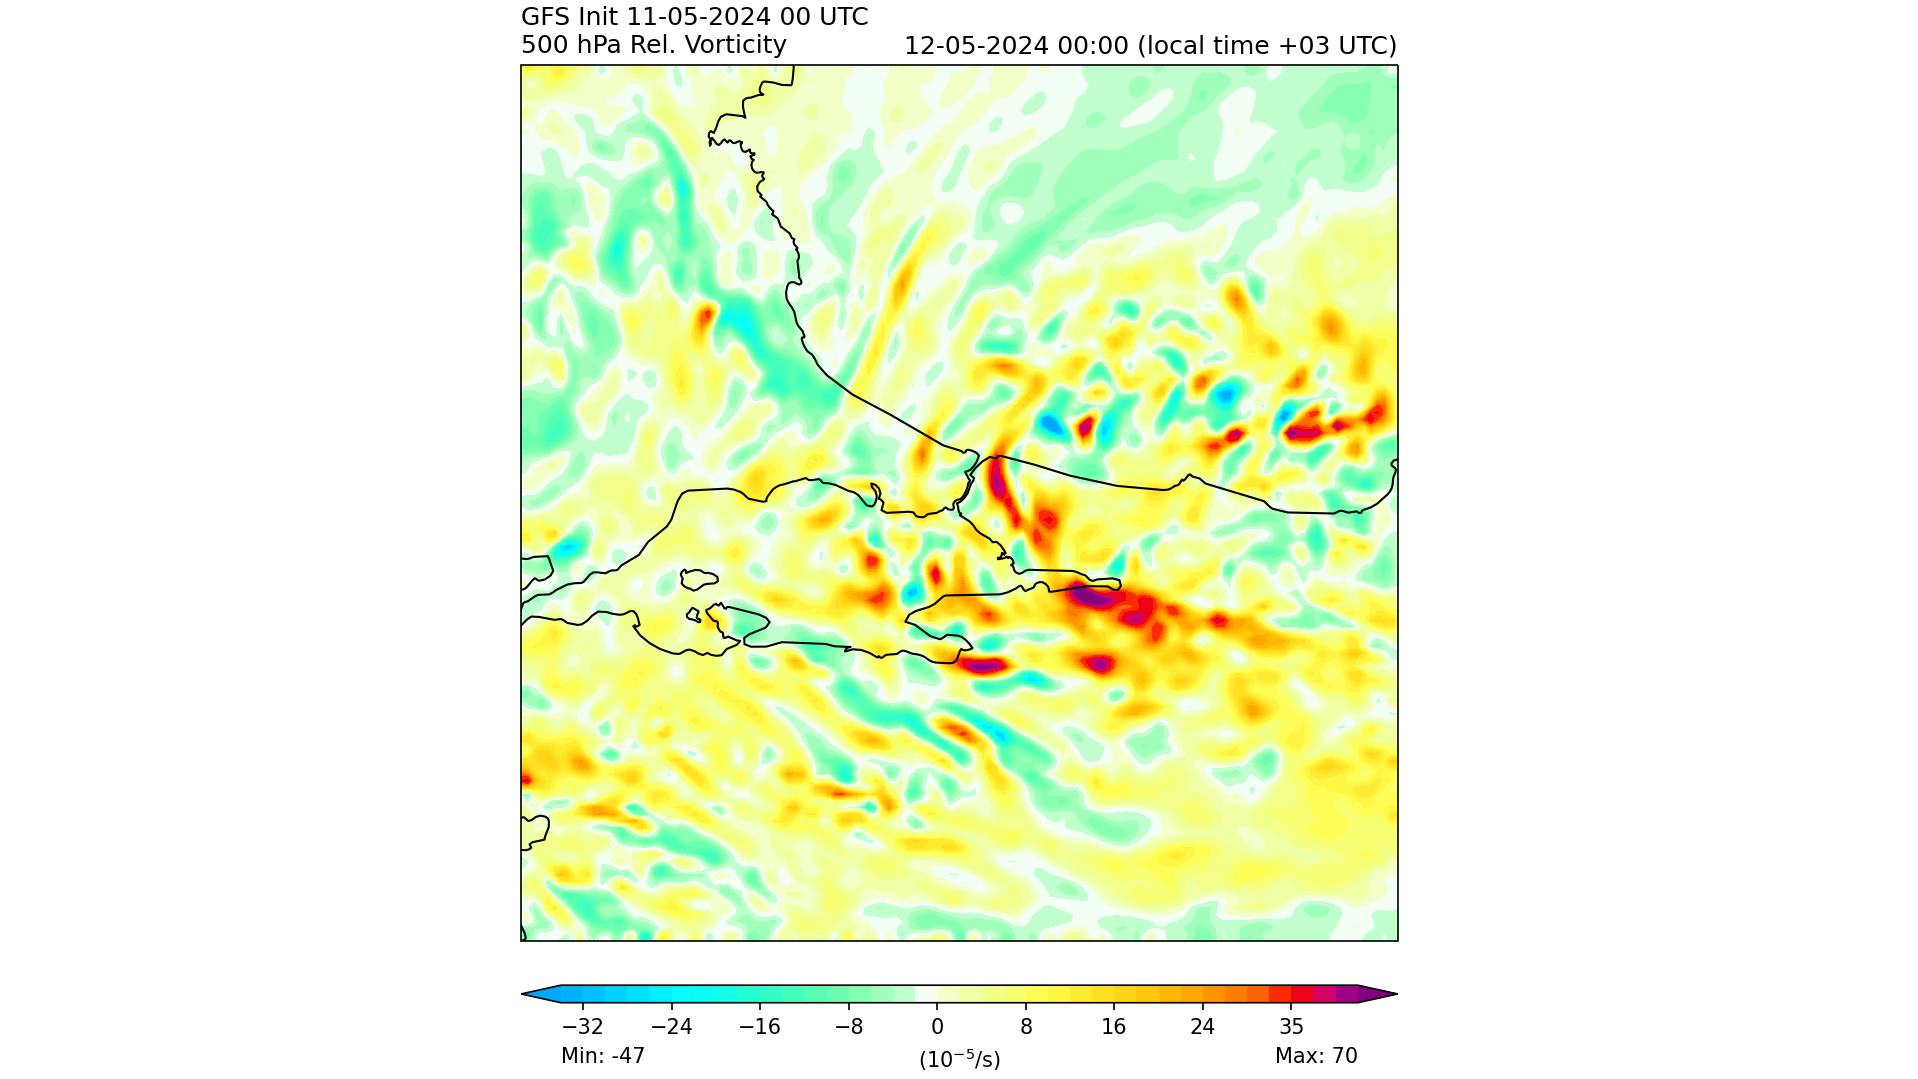 GFS Init 11-05-2024 00 UTC
500 hPa Rel. Vorticity
12-05-2024 00:00 (local time +03 UTC)
−32 −24 −16 −8 0 8 16 24 35
Min: -47 (10⁻⁵/s) Max: 70